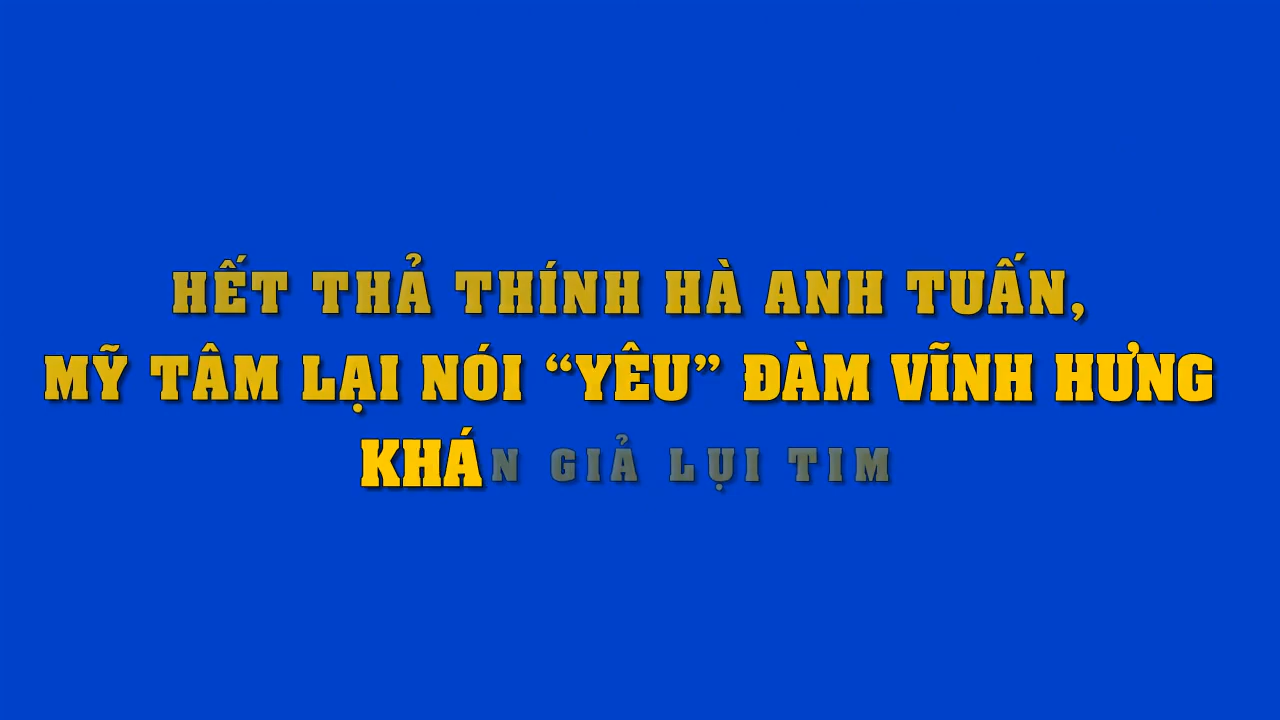 HẾT THẢ THÍNH HÀ ANH TUẤN,
MỸ TÂM LẠI NÓI “YÊU” ĐÀM VĨNH HƯNG
KHÁN GIẢ LỤI TIM